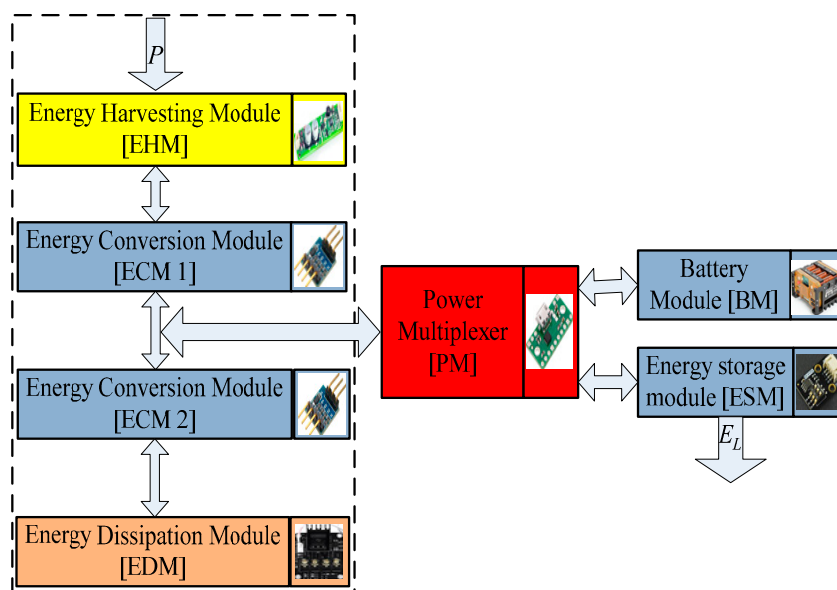 P
Energy Harvesting Module
[EHM]
Energy Conversion Module
[ECM 1]
Power
Multiplexer
[PM]
Battery
Module [BM]
Energy Conversion Module
[ECM 2]
Energy storage
module [ESM]
E_L
Energy Dissipation Module
[EDM]